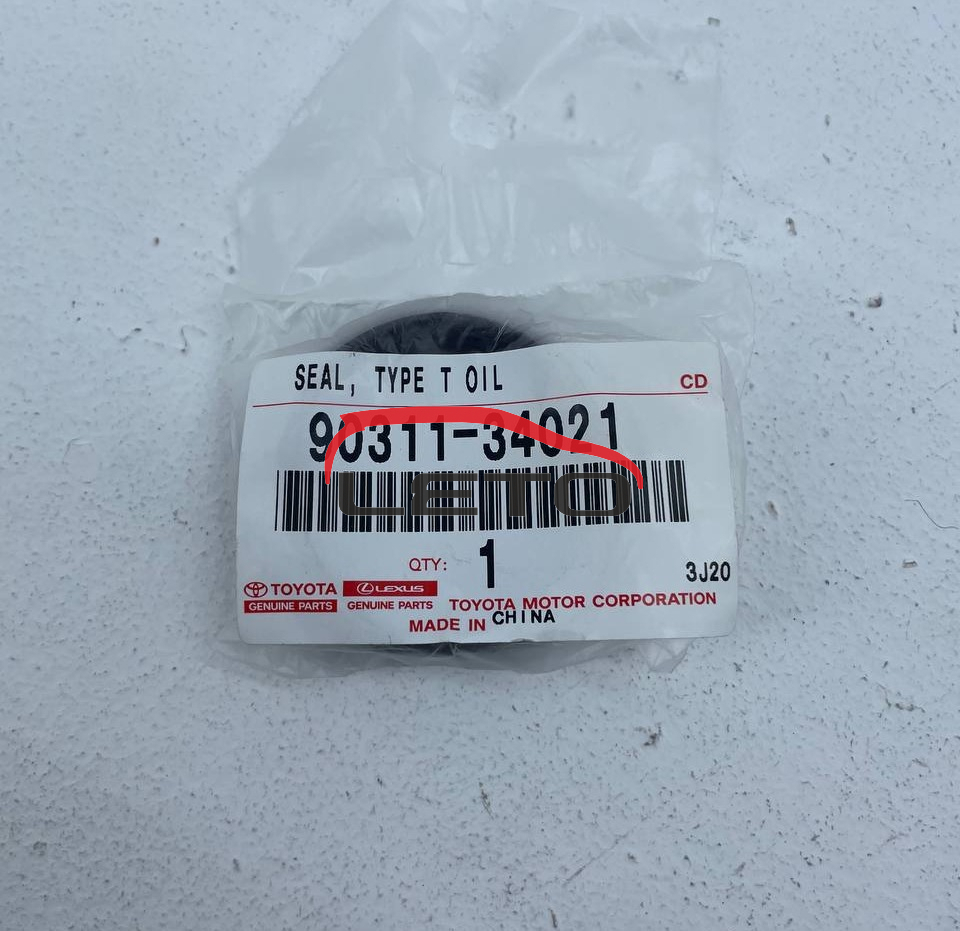 SEAL, TYPE T OIL
CD
90311-34021
LETO
QTY: 1
3J20
TOYOTA
GENUINE PARTS
LEXUS
GENUINE PARTS
TOYOTA MOTOR CORPORATION
MADE IN CHINA